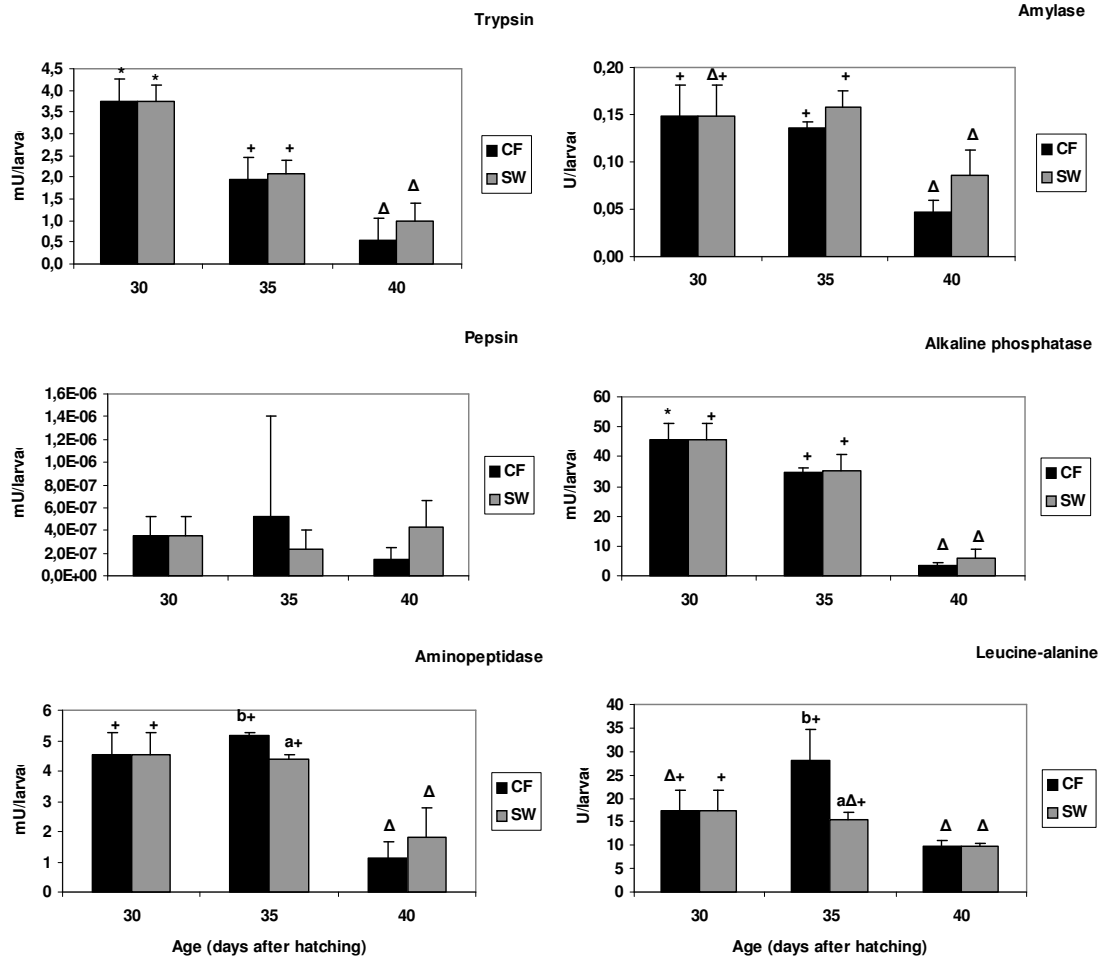 Trypsin
4,5
4,0
3,5
3,0
2,5
2,0
1,5
1,0
0,5
0,0
mU/larvae
* *
+ +
Δ Δ
30 35 40
CF
SW
Amylase
0,20
0,15
0,10
0,05
0,00
U/larvae
+ Δ+
+ +
Δ Δ
30 35 40
CF
SW
Pepsin
1,6E-06
1,4E-06
1,2E-06
1,0E-06
8,0E-07
6,0E-07
4,0E-07
2,0E-07
0,0E+00
mU/larvae
30 35 40
CF
SW
Alkaline phosphatase
60
50
40
30
20
10
0
mU/larvae
* +
+ +
Δ Δ
30 35 40
CF
SW
Aminopeptidase
6
5
4
3
2
1
0
mU/larvae
+ +
b+ a+
Δ Δ
30 35 40
Age (days after hatching)
CF
SW
Leucine-alanine
40
35
30
25
20
15
10
5
0
U/larvae
Δ+ +
b+ aΔ+
Δ Δ
30 35 40
Age (days after hatching)
CF
SW